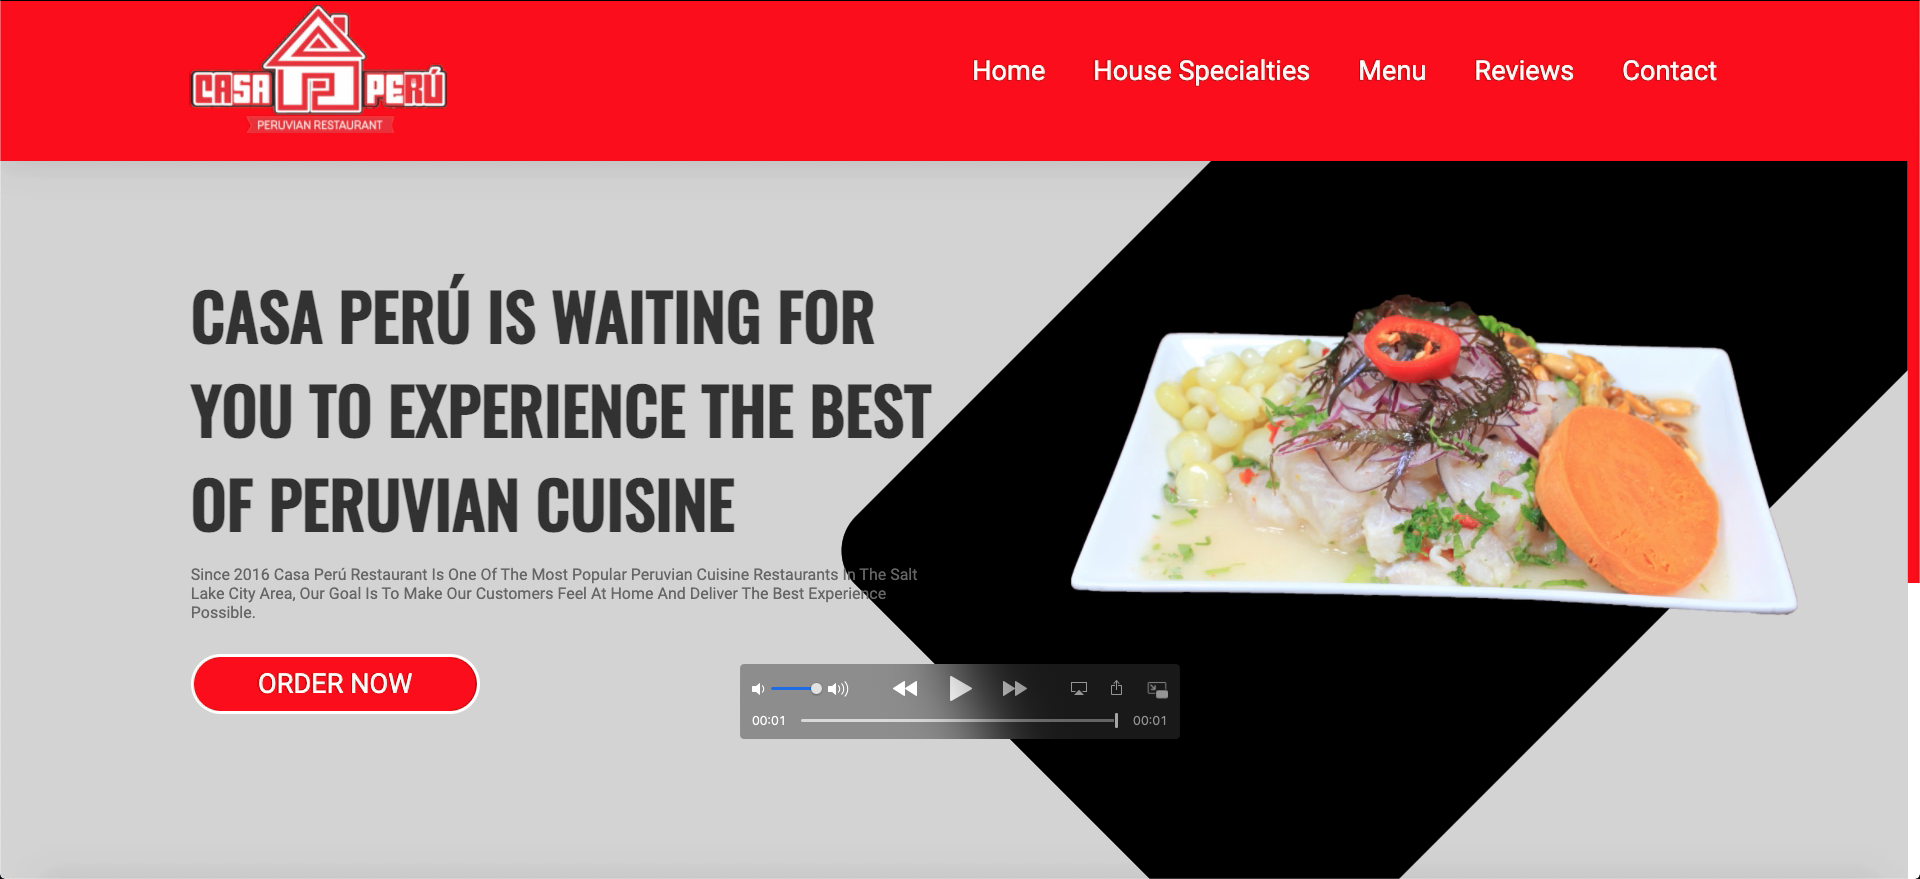 CASA PERÚ
PERUVIAN RESTAURANT
Home House Specialties Menu Reviews Contact
CASA PERÚ IS WAITING FOR
YOU TO EXPERIENCE THE BEST
OF PERUVIAN CUISINE
Since 2016 Casa Perú Restaurant Is One Of The Most Popular Peruvian Cuisine Restaurants In The Salt
Lake City Area, Our Goal Is To Make Our Customers Feel At Home And Deliver The Best Experience
Possible.
ORDER NOW
00:01 00:01